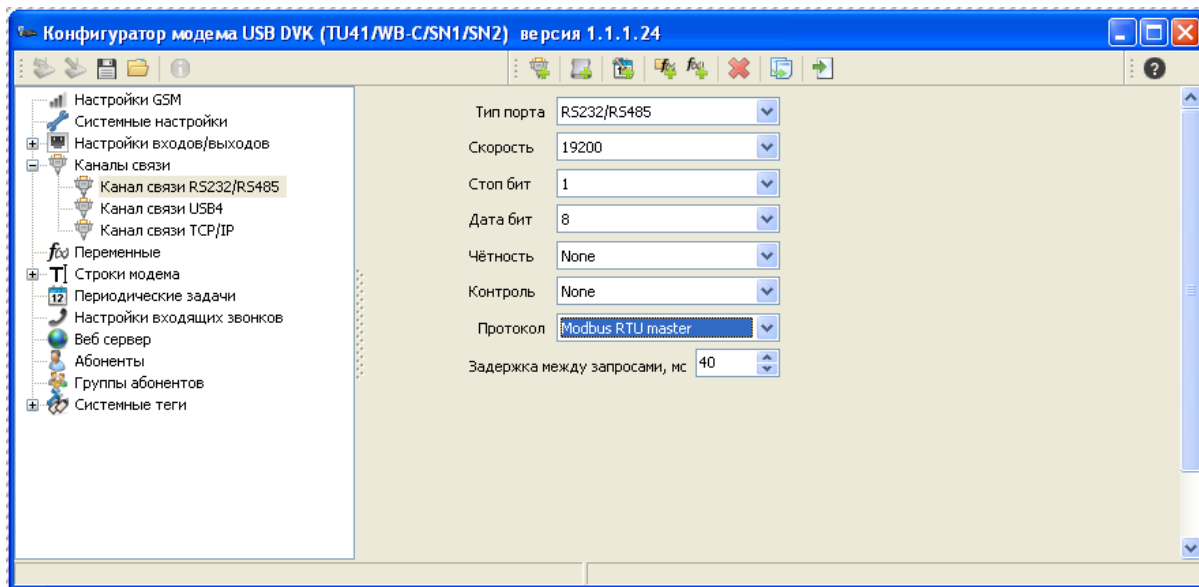 Конфигуратор модема USB DVK (TU41/WB-C/SN1/SN2) версия 1.1.1.24
Настройки GSM
Системные настройки
Настройки входов/выходов
Каналы связи
Канал связи RS232/RS485
Канал связи USB4
Канал связи TCP/IP
f(x) Переменные
Строки модема
12 Периодические задачи
Настройки входящих звонков
Веб сервер
Абоненты
Группы абонентов
Системные теги
Тип порта RS232/RS485
Скорость 19200
Стоп бит 1
Дата бит 8
Чётность None
Контроль None
Протокол Modbus RTU master
Задержка между запросами, мс 40